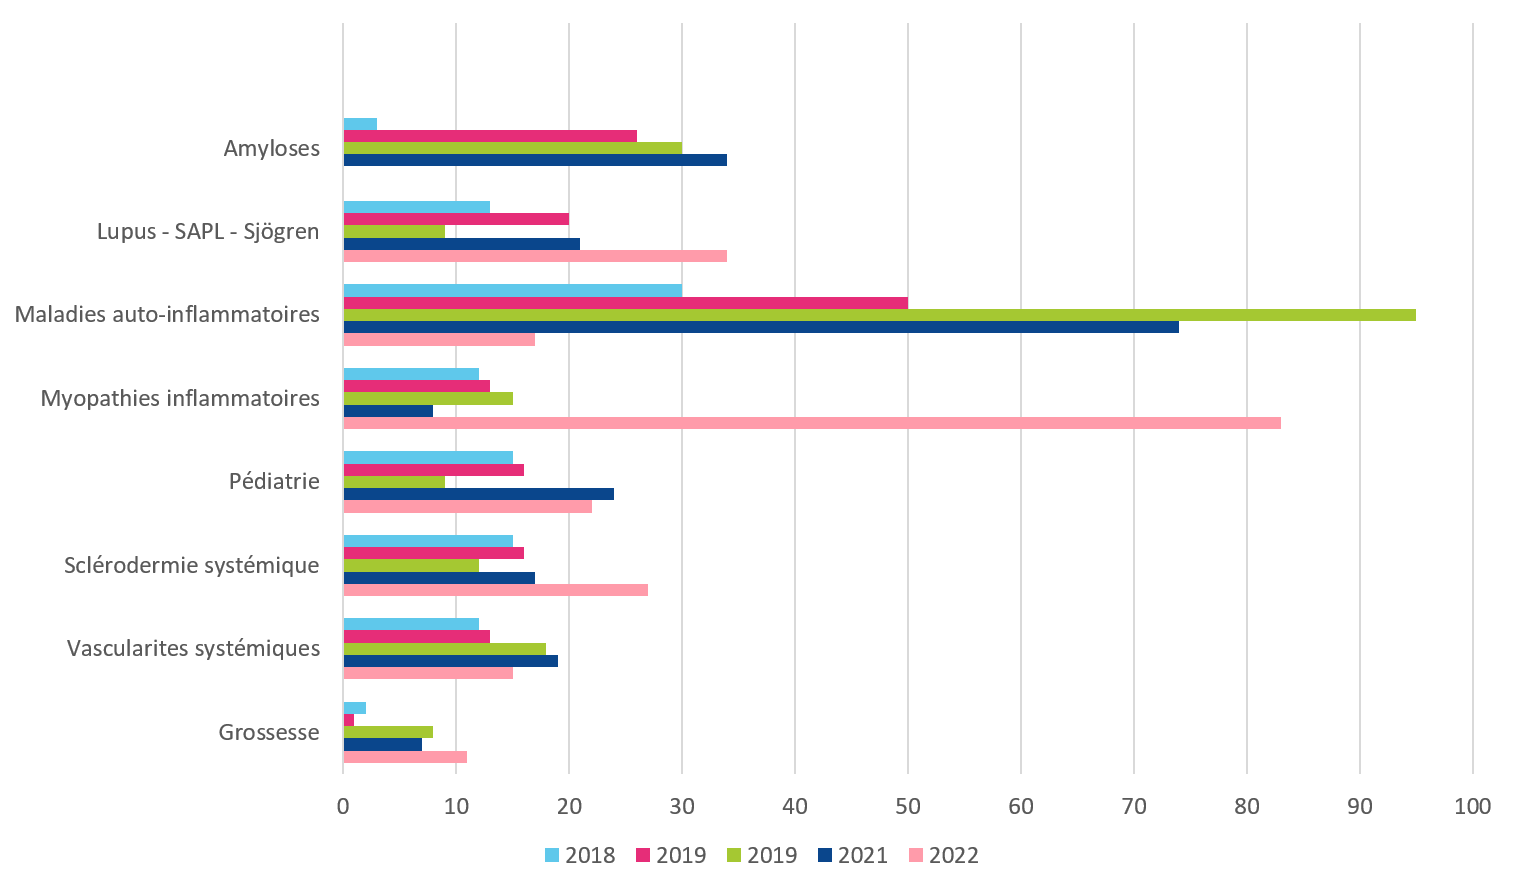 Amyloses
Lupus - SAPL - Sjögren
Maladies auto-inflammatoires
Myopathies inflammatoires
Pédiatrie
Sclérodermie systémique
Vascularites systémiques
Grossesse
0 10 20 30 40 50 60 70 80 90 100
2018 2019 2019 2021 2022